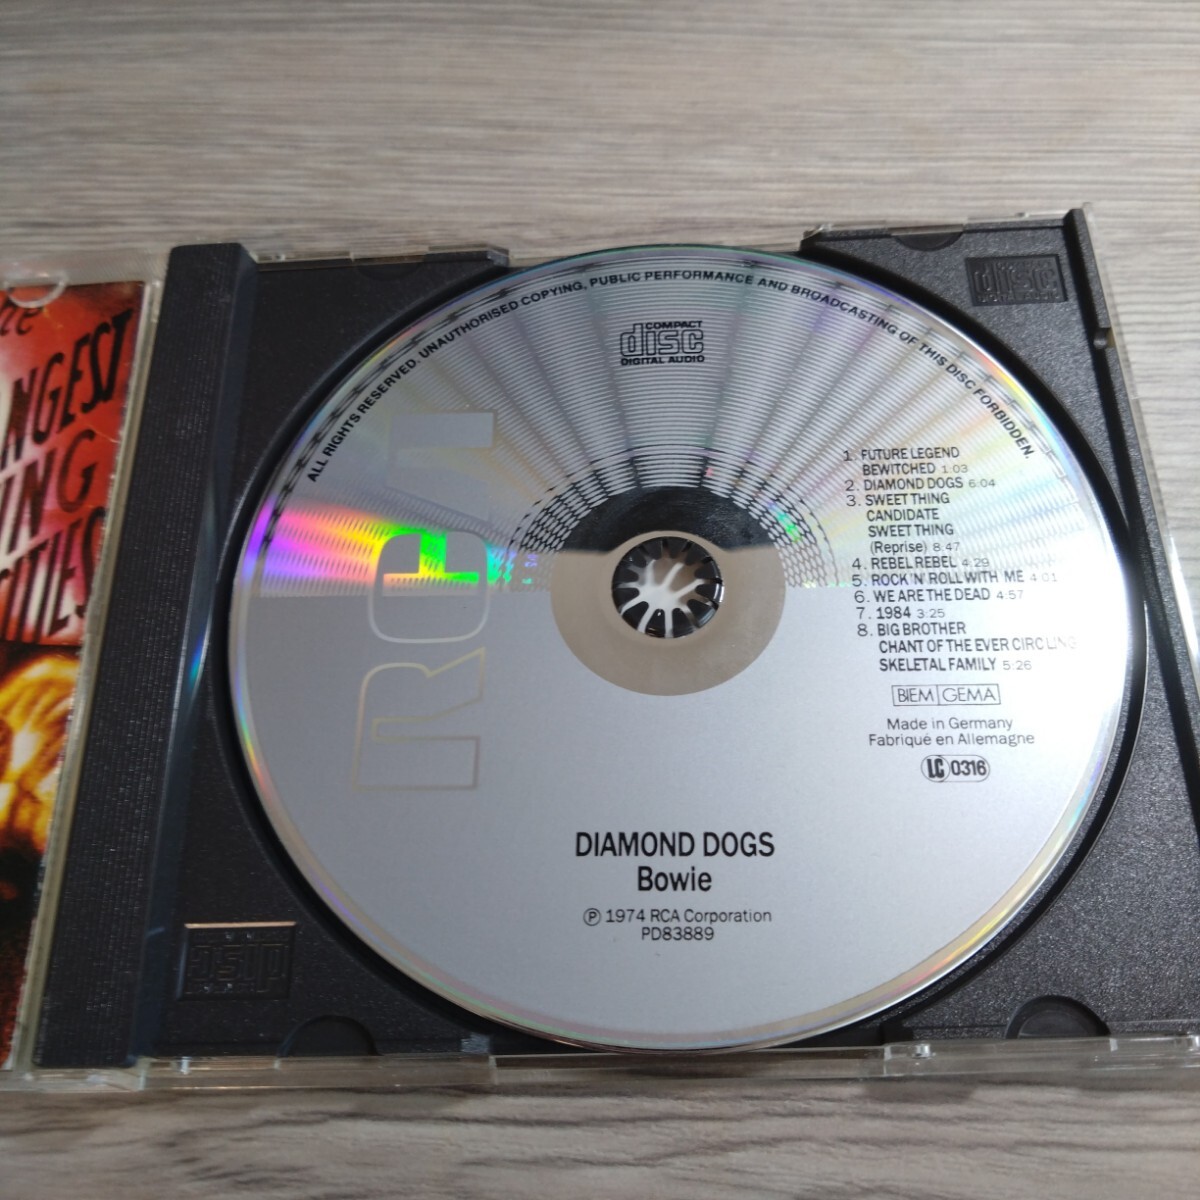 ALL RIGHTS RESERVED. UNAUTHORISED COPYING, PUBLIC PERFORMANCE AND BROADCASTING OF THIS DISC FORBIDDEN.
COMPACT
disc
DIGITAL AUDIO
disc
RCA
1. FUTURE LEGEND
BEWITCHED 1:03
2. DIAMOND DOGS 6:04
3. SWEET THING
CANDIDATE
SWEET THING
(Reprise) 8:47
4. REBEL REBEL 4:29
5. ROCK'N'ROLL WITH ME 4:01
6. WE ARE THE DEAD 4:57
7. 1984 3:25
8. BIG BROTHER
CHANT OF THE EVER CIRCLING
SKELETAL FAMILY 5:26
BIEM GEMA
Made in Germany
Fabriqué en Allemagne
LC 0316
DIAMOND DOGS
Bowie
℗ 1974 RCA Corporation
PD83889
disc